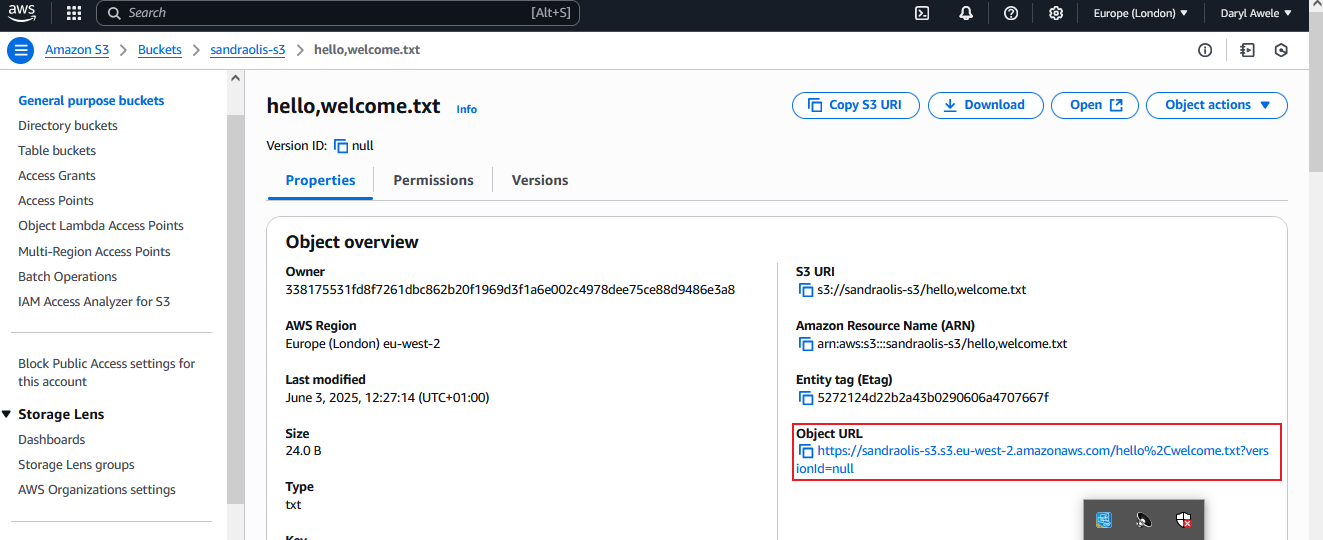 aws
Search [Alt+S] Europe (London) Daryl Awele
Amazon S3 > Buckets > sandraolis-s3 > hello,welcome.txt
General purpose buckets
Directory buckets
Table buckets
Access Grants
Access Points
Object Lambda Access Points
Multi-Region Access Points
Batch Operations
IAM Access Analyzer for S3
Block Public Access settings for
this account
Storage Lens
Dashboards
Storage Lens groups
AWS Organizations settings
hello,welcome.txt Info
Copy S3 URI Download Open Object actions
Version ID: null
Properties Permissions Versions
Object overview
Owner
338175531fd8f7261dbc862b20f1969d3f1a6e002c4978dee75ce88d9486e3a8
AWS Region
Europe (London) eu-west-2
Last modified
June 3, 2025, 12:27:14 (UTC+01:00)
Size
24.0 B
Type
txt
Key
S3 URI
s3://sandraolis-s3/hello,welcome.txt
Amazon Resource Name (ARN)
arn:aws:s3:::sandraolis-s3/hello,welcome.txt
Entity tag (Etag)
5272124d22b2a43b0290606a4707667f
Object URL
https://sandraolis-s3.s3.eu-west-2.amazonaws.com/hello%2Cwelcome.txt?vers
ionId=null